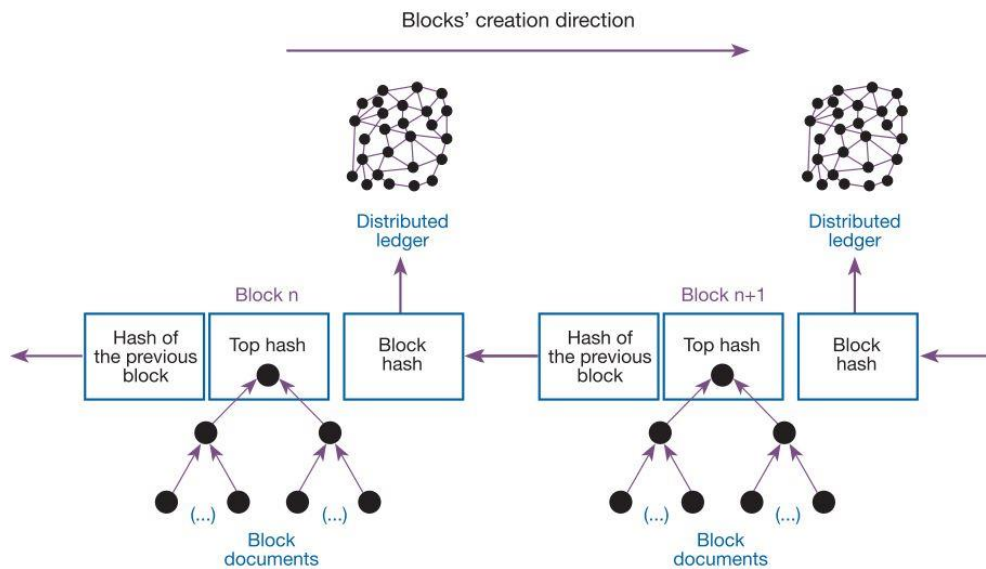 Blocks' creation direction
Distributed
ledger
Distributed
ledger
Block n
Block n+1
Hash of
the previous
block
Top hash
Block
hash
Hash of
the previous
block
Top hash
Block
hash
(...)
(...)
(...)
(...)
Block
documents
Block
documents